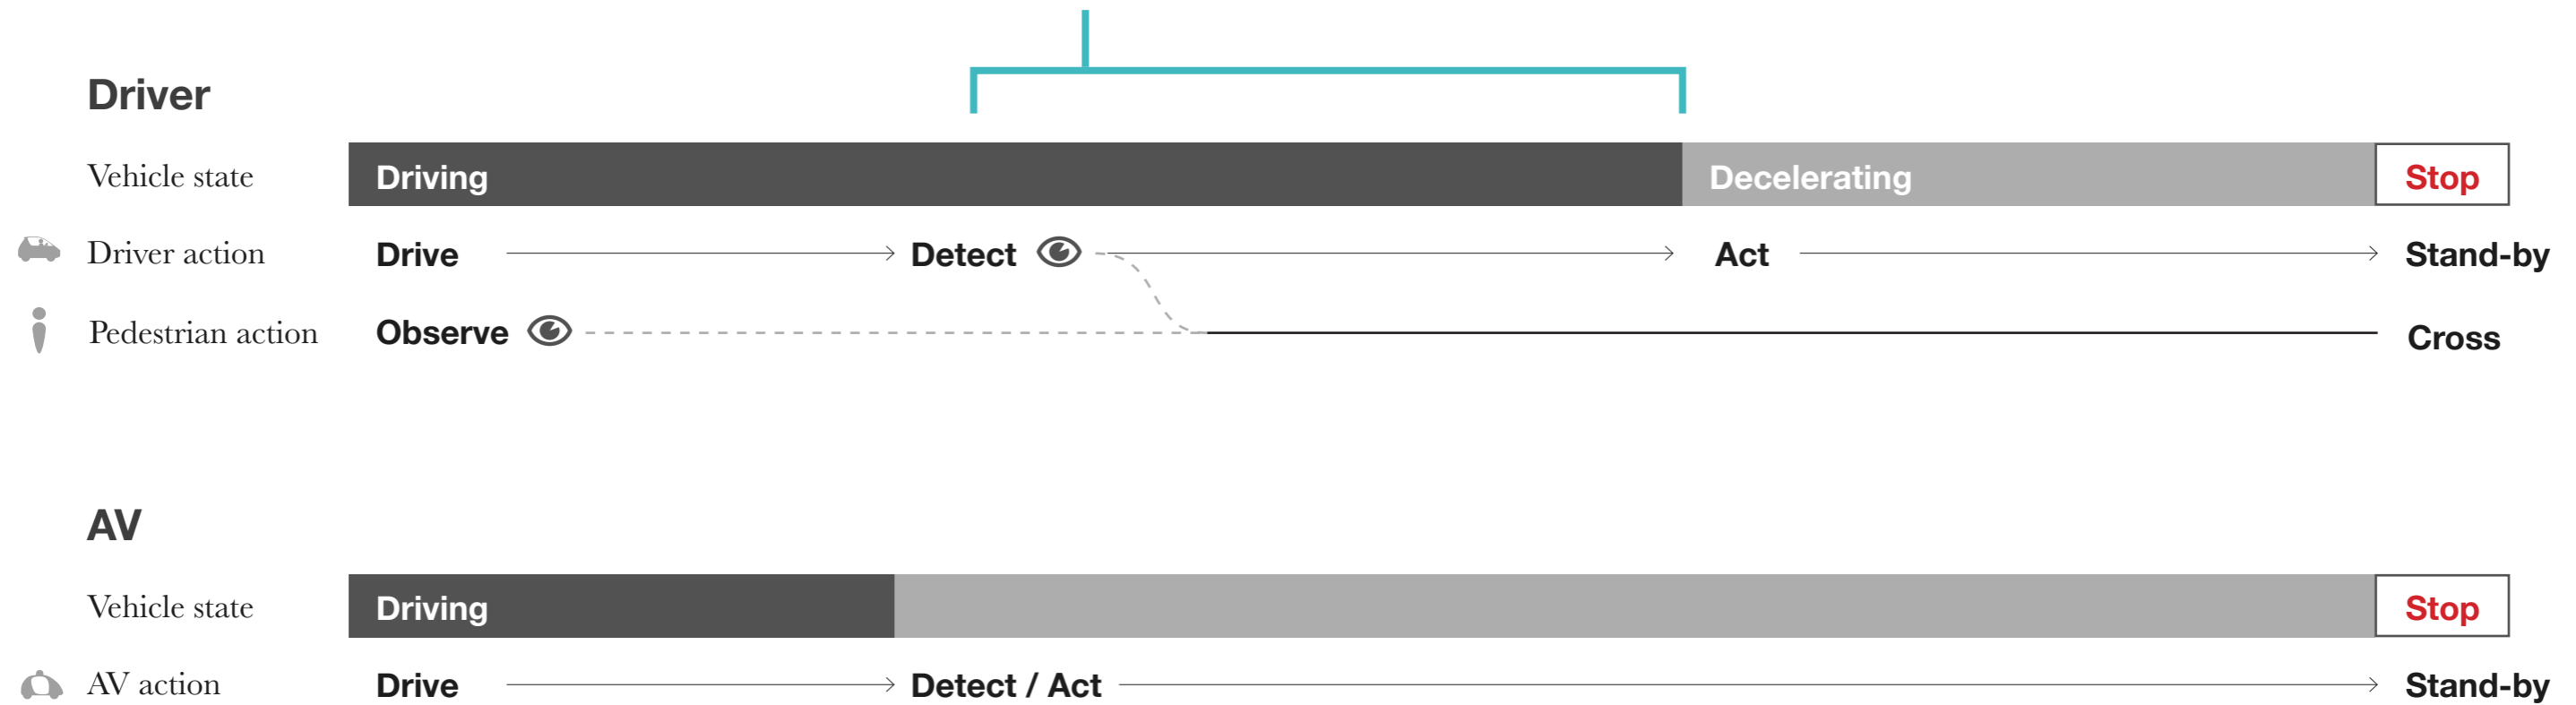 Driver
Vehicle state Driving Decelerating Stop
Driver action Drive Detect Act Stand-by
Pedestrian action Observe Cross
AV
Vehicle state Driving Stop
AV action Drive Detect / Act Stand-by